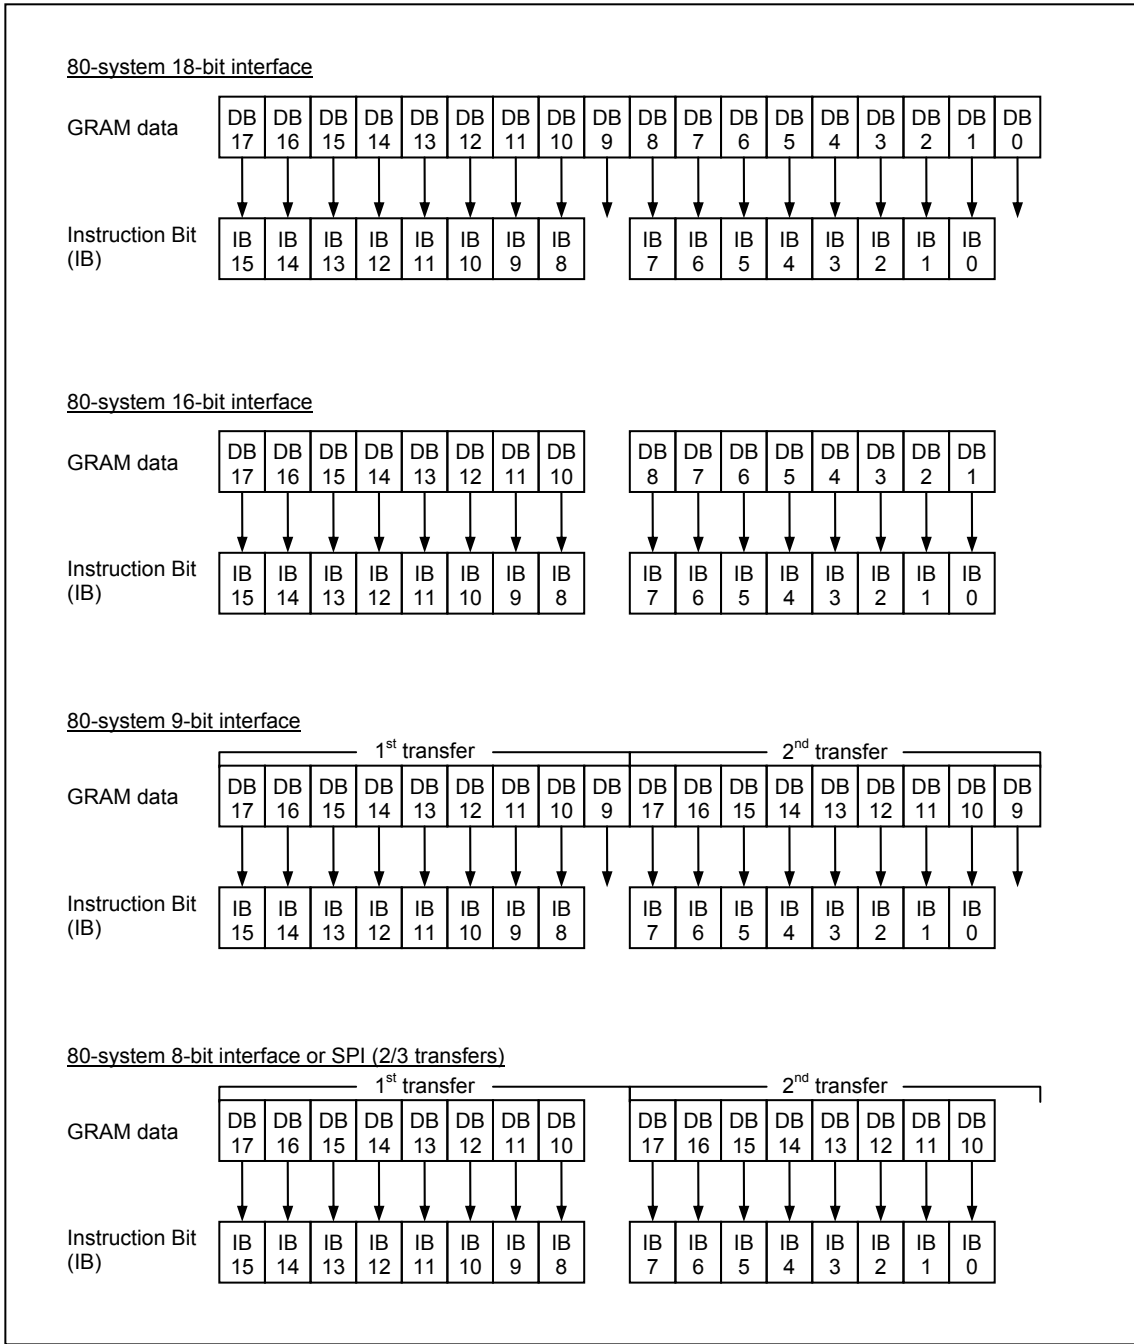 80-system 18-bit interface
GRAM data
DB DB DB DB DB DB DB DB DB DB DB DB DB DB DB DB DB DB
17 16 15 14 13 12 11 10 9 8 7 6 5 4 3 2 1 0
Instruction Bit
(IB)
IB IB IB IB IB IB IB IB IB IB IB IB IB IB IB IB
15 14 13 12 11 10 9 8 7 6 5 4 3 2 1 0
80-system 16-bit interface
GRAM data
DB DB DB DB DB DB DB DB DB DB DB DB DB DB DB DB
17 16 15 14 13 12 11 10 8 7 6 5 4 3 2 1
Instruction Bit
(IB)
IB IB IB IB IB IB IB IB IB IB IB IB IB IB IB IB
15 14 13 12 11 10 9 8 7 6 5 4 3 2 1 0
80-system 9-bit interface
1st transfer 2nd transfer
GRAM data
DB DB DB DB DB DB DB DB DB DB DB DB DB DB DB DB DB DB
17 16 15 14 13 12 11 10 9 17 16 15 14 13 12 11 10 9
Instruction Bit
(IB)
IB IB IB IB IB IB IB IB IB IB IB IB IB IB IB IB
15 14 13 12 11 10 9 8 7 6 5 4 3 2 1 0
80-system 8-bit interface or SPI (2/3 transfers)
1st transfer 2nd transfer
GRAM data
DB DB DB DB DB DB DB DB DB DB DB DB DB DB DB DB
17 16 15 14 13 12 11 10 17 16 15 14 13 12 11 10
Instruction Bit
(IB)
IB IB IB IB IB IB IB IB IB IB IB IB IB IB IB IB
15 14 13 12 11 10 9 8 7 6 5 4 3 2 1 0